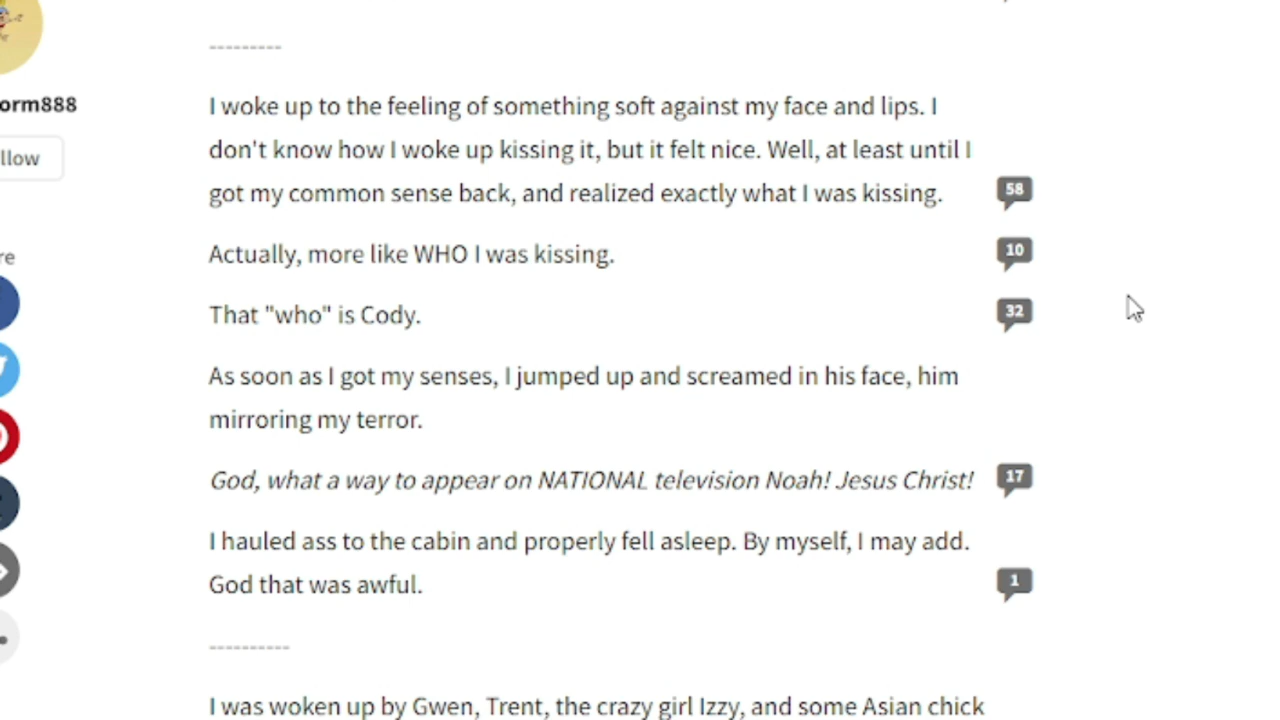 ---------
I woke up to the feeling of something soft against my face and lips. I
orm888
don't know how I woke up kissing it, but it felt nice. Well, at least until I
llow
got my common sense back, and realized exactly what I was kissing.
58
Actually, more like WHO I was kissing.
10
re
That "who" is Cody.
32
As soon as I got my senses, I jumped up and screamed in his face, him
mirroring my terror.
God, what a way to appear on NATIONAL television Noah! Jesus Christ!
17
I hauled ass to the cabin and properly fell asleep. By myself, I may add.
God that was awful.
1
----------
I was woken up by Gwen, Trent, the crazy girl Izzy, and some Asian chick